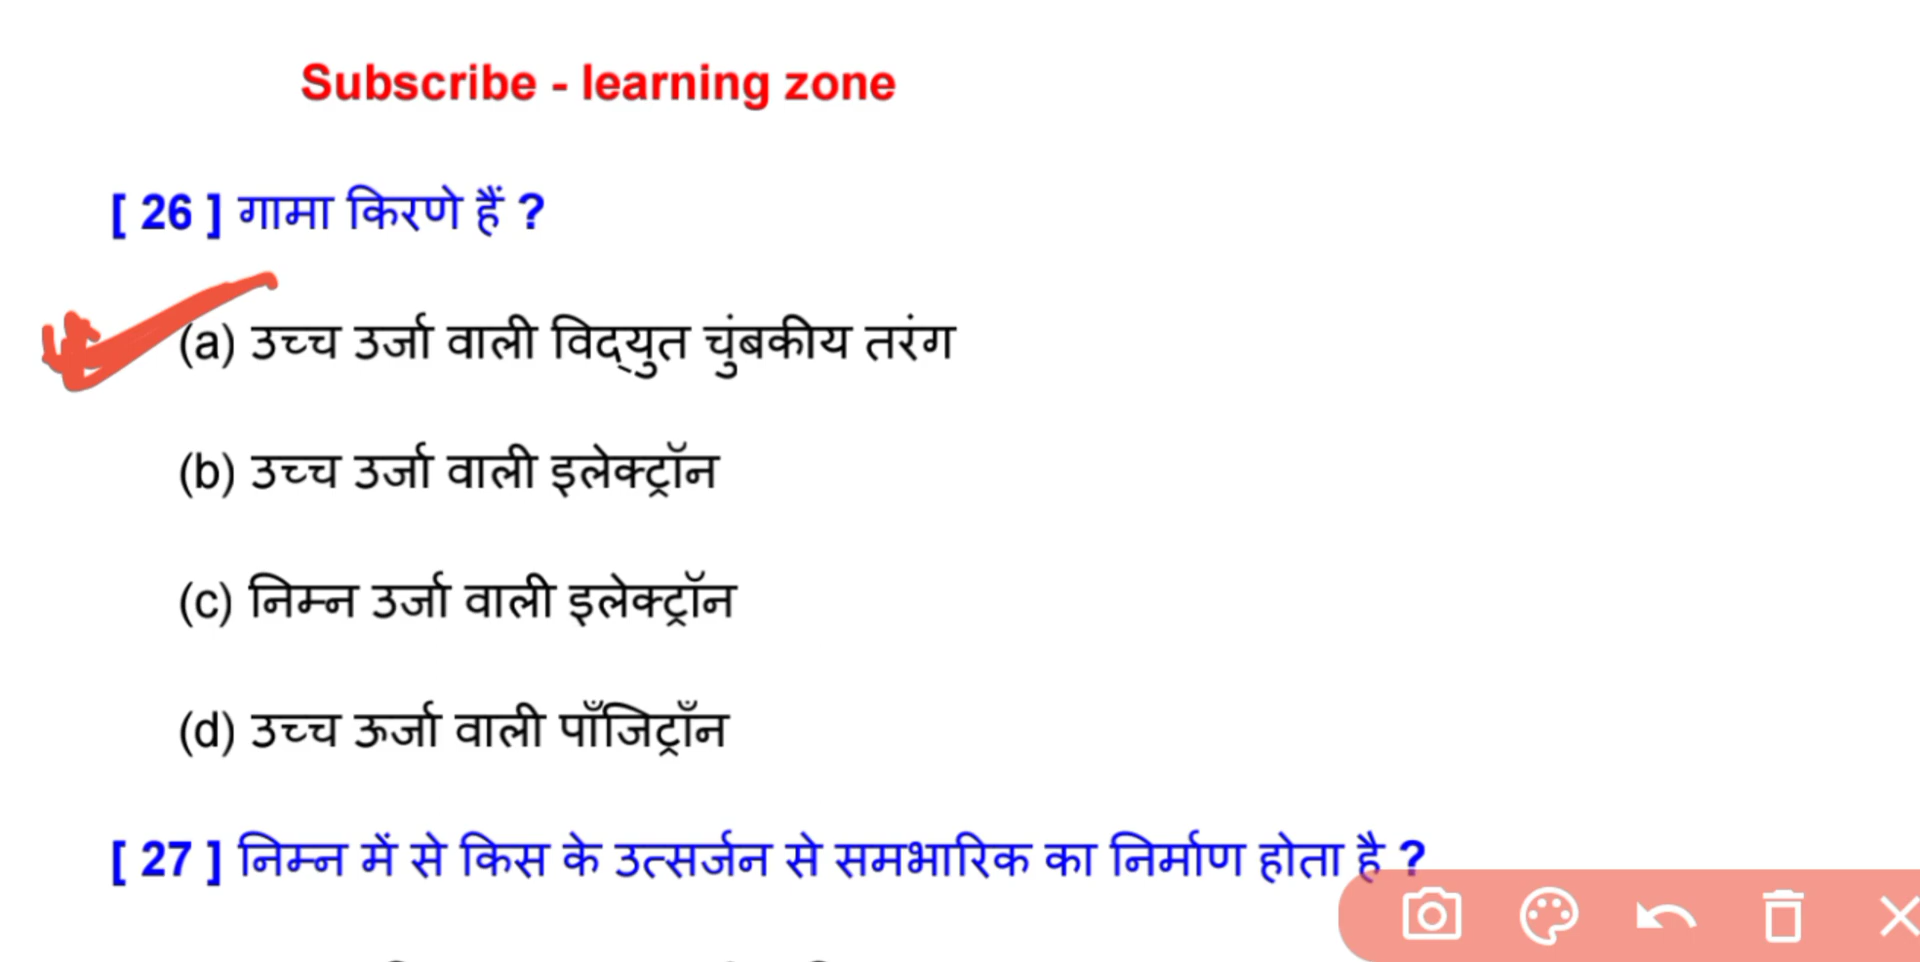 Subscribe - learning zone
[ 26 ] गामा किरणे हैं ?
(a) उच्च उर्जा वाली विद्युत चुंबकीय तरंग
(b) उच्च उर्जा वाली इलेक्ट्रॉन
(c) निम्न उर्जा वाली इलेक्ट्रॉन
(d) उच्च ऊर्जा वाली पाँजिट्राँन
[ 27 ] निम्न में से किस के उत्सर्जन से समभारिक का निर्माण होता है ?